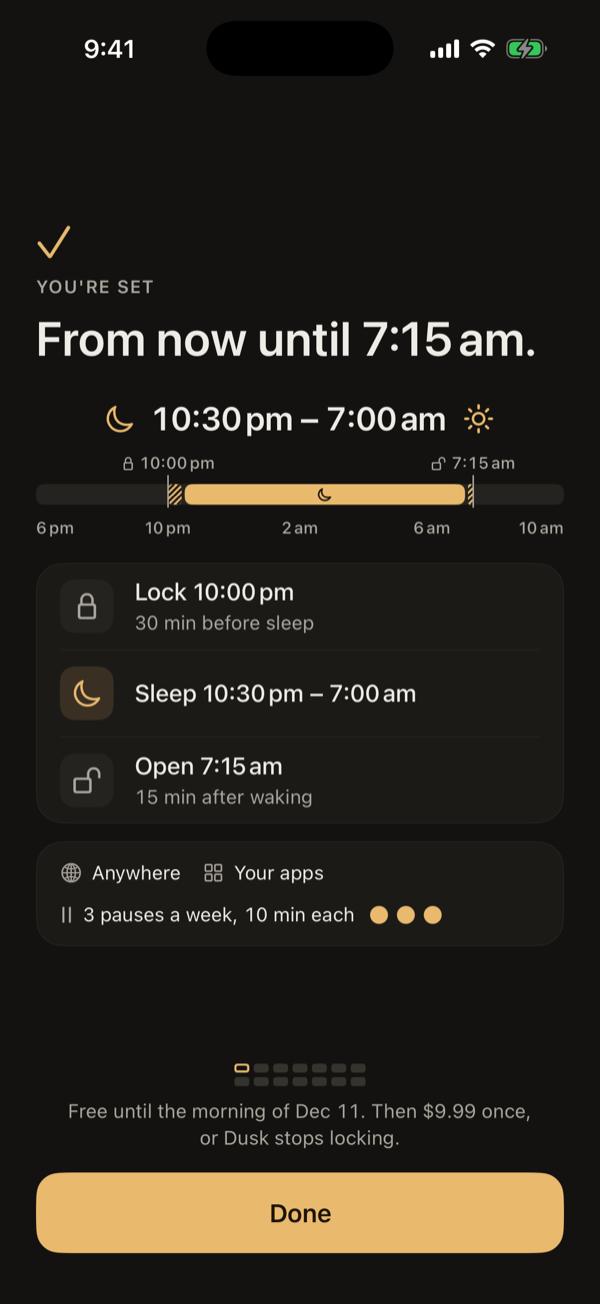 9:41
YOU'RE SET
From now until 7:15 am.
10:30 pm – 7:00 am
10:00 pm 7:15 am
6 pm 10 pm 2 am 6 am 10 am
Lock 10:00 pm
30 min before sleep
Sleep 10:30 pm – 7:00 am
Open 7:15 am
15 min after waking
Anywhere Your apps
3 pauses a week, 10 min each
Free until the morning of Dec 11. Then $9.99 once,
or Dusk stops locking.
Done